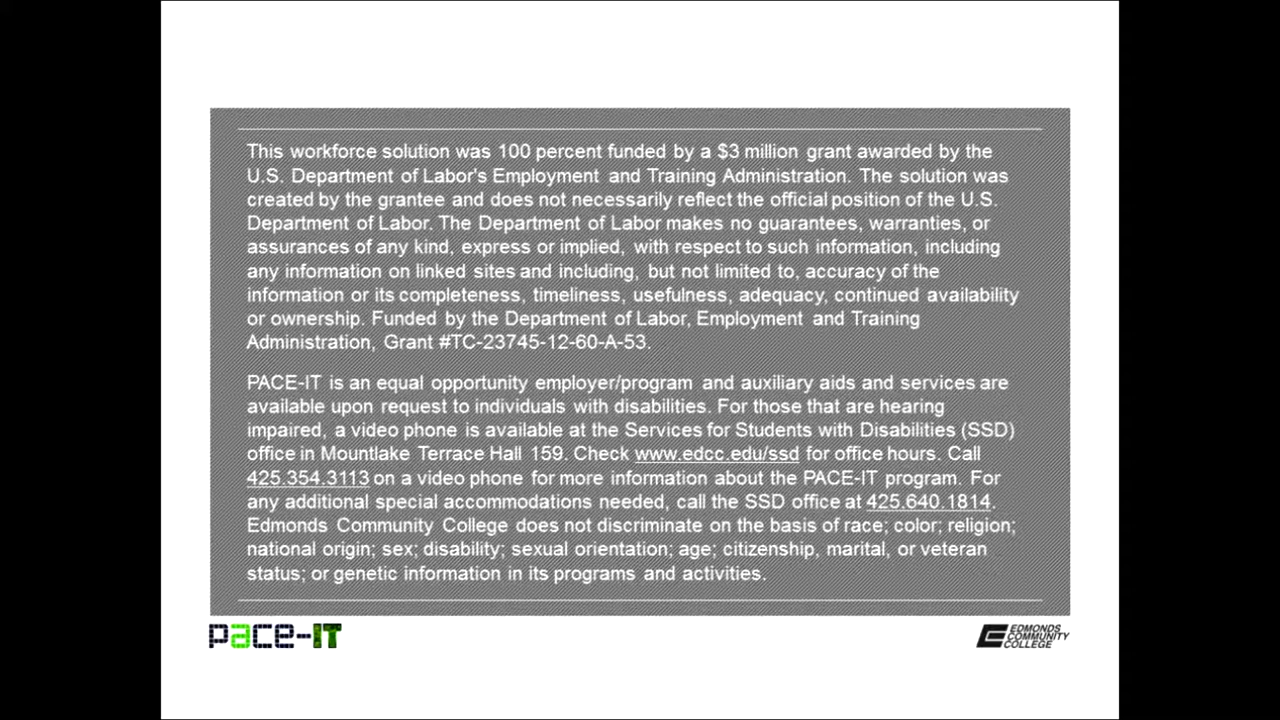 This workforce solution was 100 percent funded by a $3 million grant awarded by the
U.S. Department of Labor's Employment and Training Administration. The solution was
created by the grantee and does not necessarily reflect the official position of the U.S.
Department of Labor. The Department of Labor makes no guarantees, warranties, or
assurances of any kind, express or implied, with respect to such information, including
any information on linked sites and including, but not limited to, accuracy of the
information or its completeness, timeliness, usefulness, adequacy, continued availability
or ownership. Funded by the Department of Labor, Employment and Training
Administration, Grant #TC-23745-12-60-A-53.
PACE-IT is an equal opportunity employer/program and auxiliary aids and services are
available upon request to individuals with disabilities. For those that are hearing
impaired, a video phone is available at the Services for Students with Disabilities (SSD)
office in Mountlake Terrace Hall 159. Check www.edcc.edu/ssd for office hours. Call
425.354.3113 on a video phone for more information about the PACE-IT program. For
any additional special accommodations needed, call the SSD office at 425.640.1814.
Edmonds Community College does not discriminate on the basis of race; color; religion;
national origin; sex; disability; sexual orientation; age; citizenship, marital, or veteran
status; or genetic information in its programs and activities.
pace-IT
EDMONDS
COMMUNITY
COLLEGE